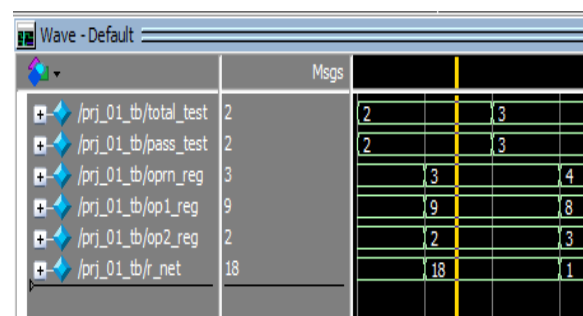 Wave - Default
Msgs
/prj_01_tb/total_test 2 2 3
/prj_01_tb/pass_test 2 2 3
/prj_01_tb/oprn_reg 3 3 4
/prj_01_tb/op1_reg 9 9 8
/prj_01_tb/op2_reg 2 2 3
/prj_01_tb/r_net 18 18 1